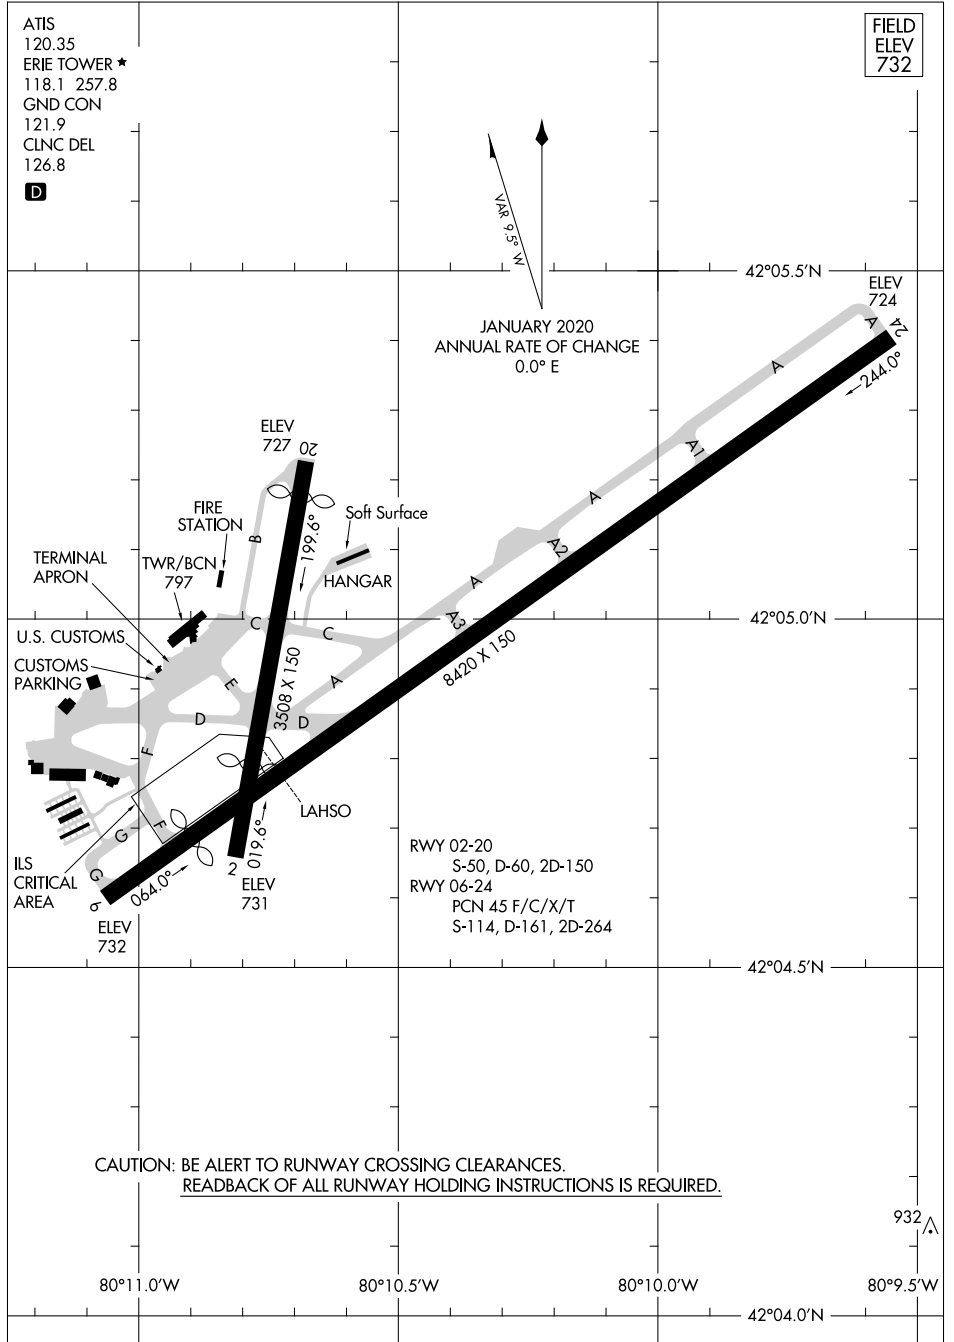 ATIS
120.35
ERIE TOWER ★
118.1 257.8
GND CON
121.9
CLNC DEL
126.8
D
FIELD
ELEV
732
VAR 9.5° W
JANUARY 2020
ANNUAL RATE OF CHANGE
0.0° E
42°05.5'N
ELEV
724
24
A
244.0°
A
A1
A
A2
A
A3
8420 X 150
42°05.0'N
ELEV
727
20
199.6°
B
Soft Surface
HANGAR
FIRE
STATION
TERMINAL
APRON
TWR/BCN
797
U.S. CUSTOMS
CUSTOMS
PARKING
C
C
E
A
D
D
3508 X 150
F
F
G
G
LAHSO
ILS
CRITICAL
AREA
064.0°
6
ELEV
732
019.6°
2
ELEV
731
RWY 02-20
S-50, D-60, 2D-150
RWY 06-24
PCN 45 F/C/X/T
S-114, D-161, 2D-264
42°04.5'N
CAUTION: BE ALERT TO RUNWAY CROSSING CLEARANCES.
READBACK OF ALL RUNWAY HOLDING INSTRUCTIONS IS REQUIRED.
932
80°11.0'W
80°10.5'W
80°10.0'W
80°9.5'W
42°04.0'N